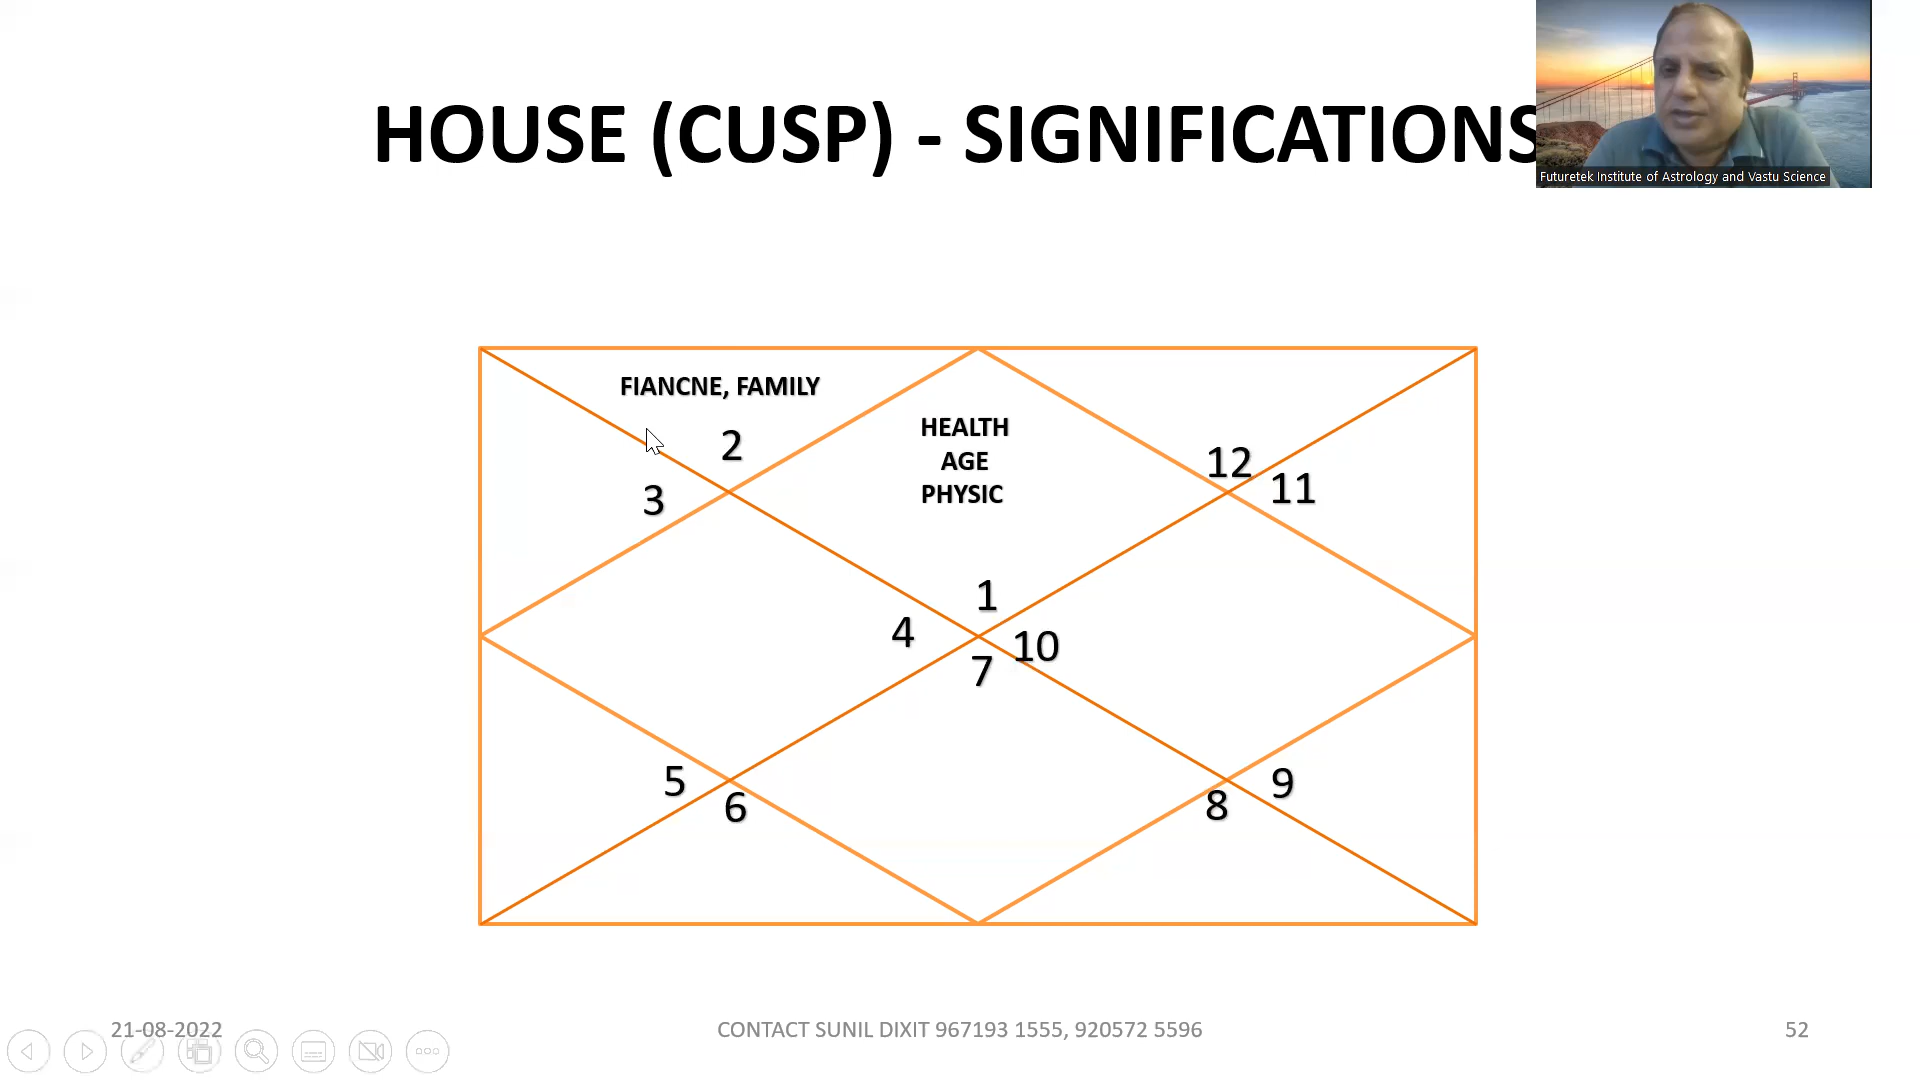 HOUSE (CUSP) - SIGNIFICATIONS
Futuretek Institute of Astrology and Vastu Science
FIANCNE, FAMILY
HEALTH
AGE
PHYSIC
2
12
11
3
1
4
10
7
5
9
6
8
21-08-2022
CONTACT SUNIL DIXIT 967193 1555, 920572 5596
52